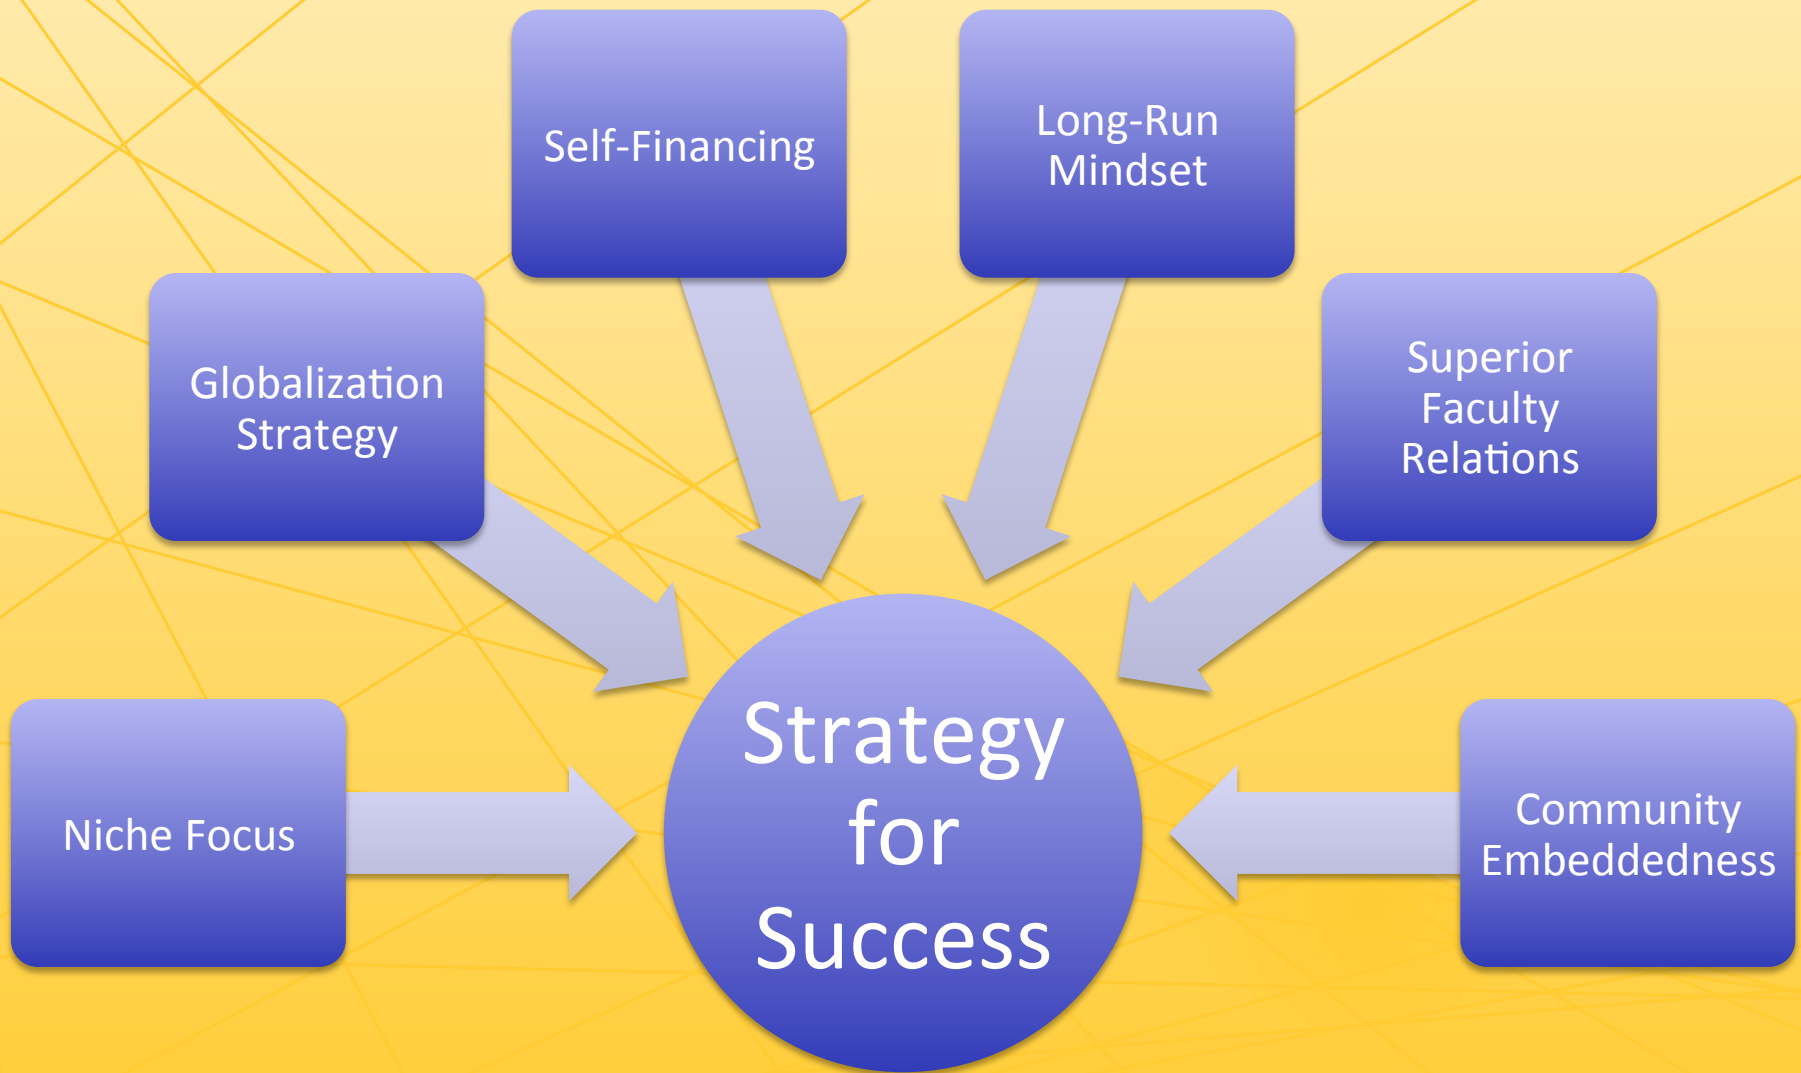 Self-Financing
Long-Run
Mindset
Globalization
Strategy
Superior
Faculty
Relations
Niche Focus
Strategy
for
Success
Community
Embeddedness